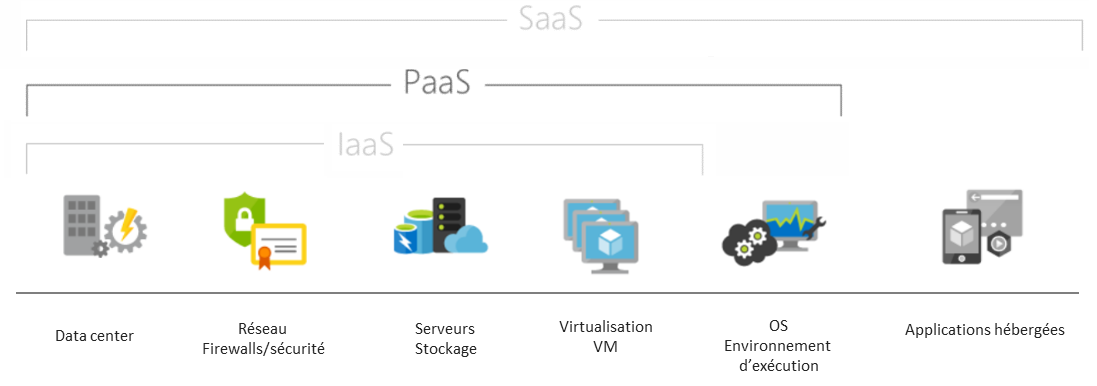 SaaS
PaaS
IaaS
Data center
Réseau
Firewalls/sécurité
Serveurs
Stockage
Virtualisation
VM
OS
Environnement
d’exécution
Applications hébergées